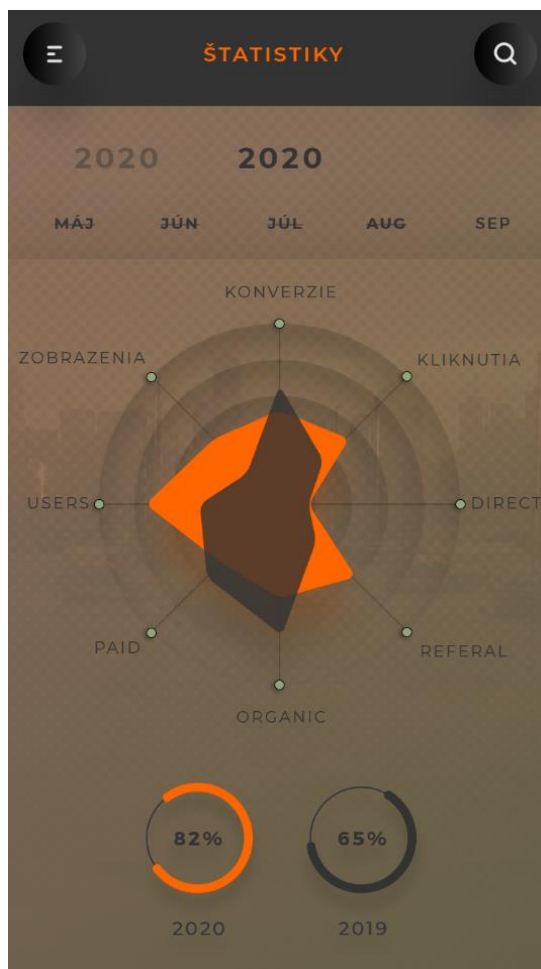 ŠTATISTIKY
2020 2020
MÁJ JÚN JÚL AUG SEP
KONVERZIE
ZOBRAZENIA KLIKNUTIA
USERS DIRECT
PAID REFERAL
ORGANIC
82% 65%
2020 2019